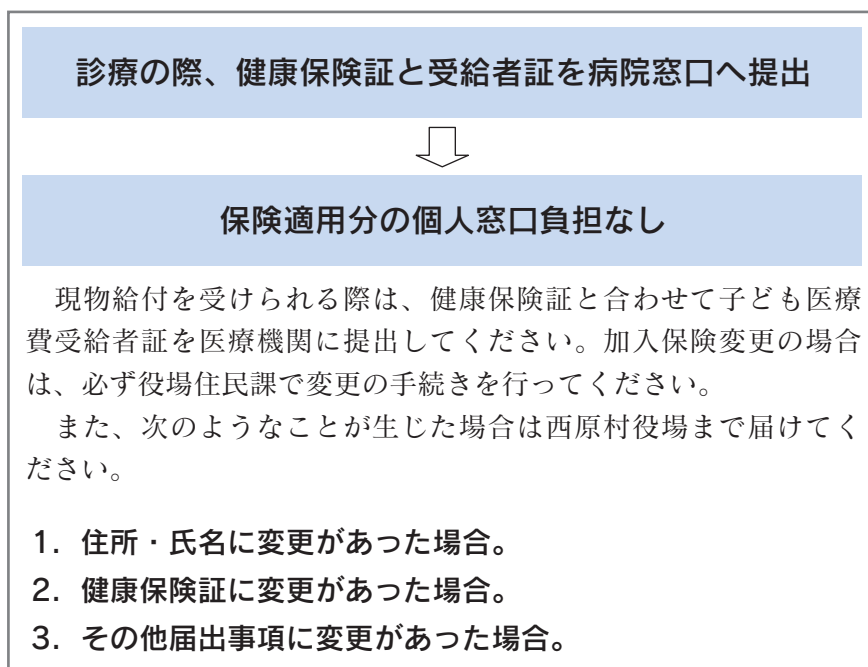 診療の際、健康保険証と受給者証を病院窓口へ提出
保険適用分の個人窓口負担なし
　現物給付を受けられる際は、健康保険証と合わせて子ども医療
費受給者証を医療機関に提出してください。加入保険変更の場合
は、必ず役場住民課で変更の手続きを行ってください。
　また、次のようなことが生じた場合は西原村役場まで届けてく
ださい。
1．住所・氏名に変更があった場合。
2．健康保険証に変更があった場合。
3．その他届出事項に変更があった場合。